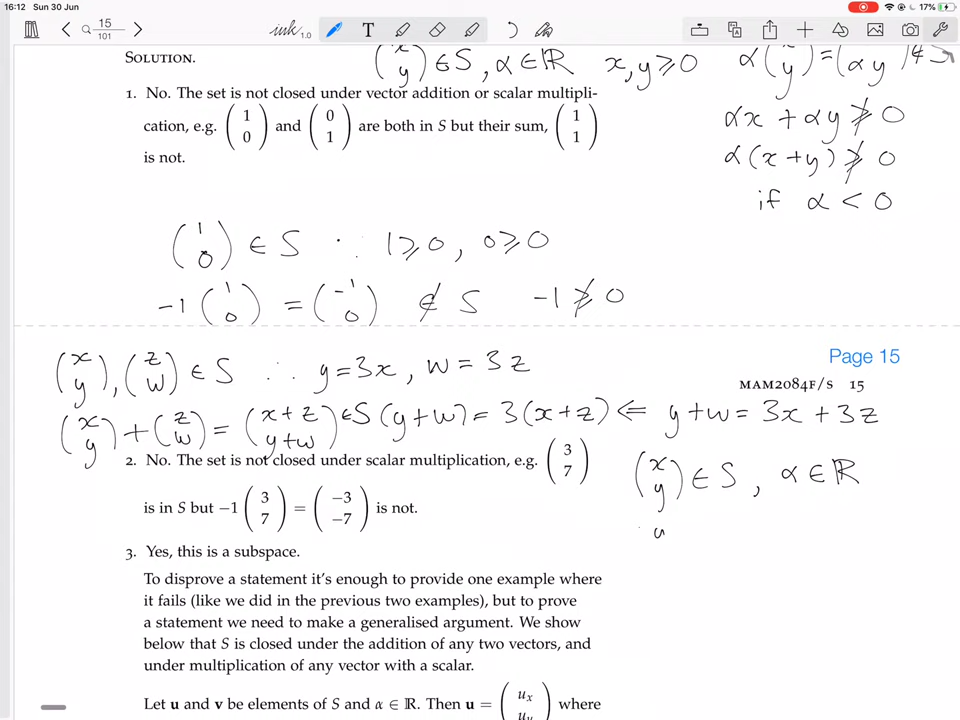 16:12 Sun 30 Jun 17%
15
101
ink 1.0 T
SOLUTION.
(x y) ∈ S , α ∈ ℝ x, y ⩾ 0
1. No. The set is not closed under vector addition or scalar multipli-
cation, e.g. (1 0) and (0 1) are both in S but their sum, (1 1)
is not.
αx + αy ⋡ 0
α(x+y) ⋡ 0
if α < 0
(1 0) ∈ S ∵ 1 ⩾ 0, 0 ⩾ 0
-1 (1 0) = (-1 0) ∉ S -1 ⋡ 0
Page 15
(x y), (z w) ∈ S ∴ y = 3x, w = 3z
MAM2084F/S 15
(x y) + (z w) = (x+z y+w) ∈ S (y+w) = 3(x+z) ⇐ y+w = 3x + 3z
2. No. The set is not closed under scalar multiplication, e.g. (3 7)
is in S but −1 (3 7) = (−3 −7) is not.
(x y) ∈ S , α ∈ ℝ
3. Yes, this is a subspace.
To disprove a statement it's enough to provide one example where
it fails (like we did in the previous two examples), but to prove
a statement we need to make a generalised argument. We show
below that S is closed under the addition of any two vectors, and
under multiplication of any vector with a scalar.
Let u and v be elements of S and α ∈ ℝ. Then u = (uₓ u_y) where